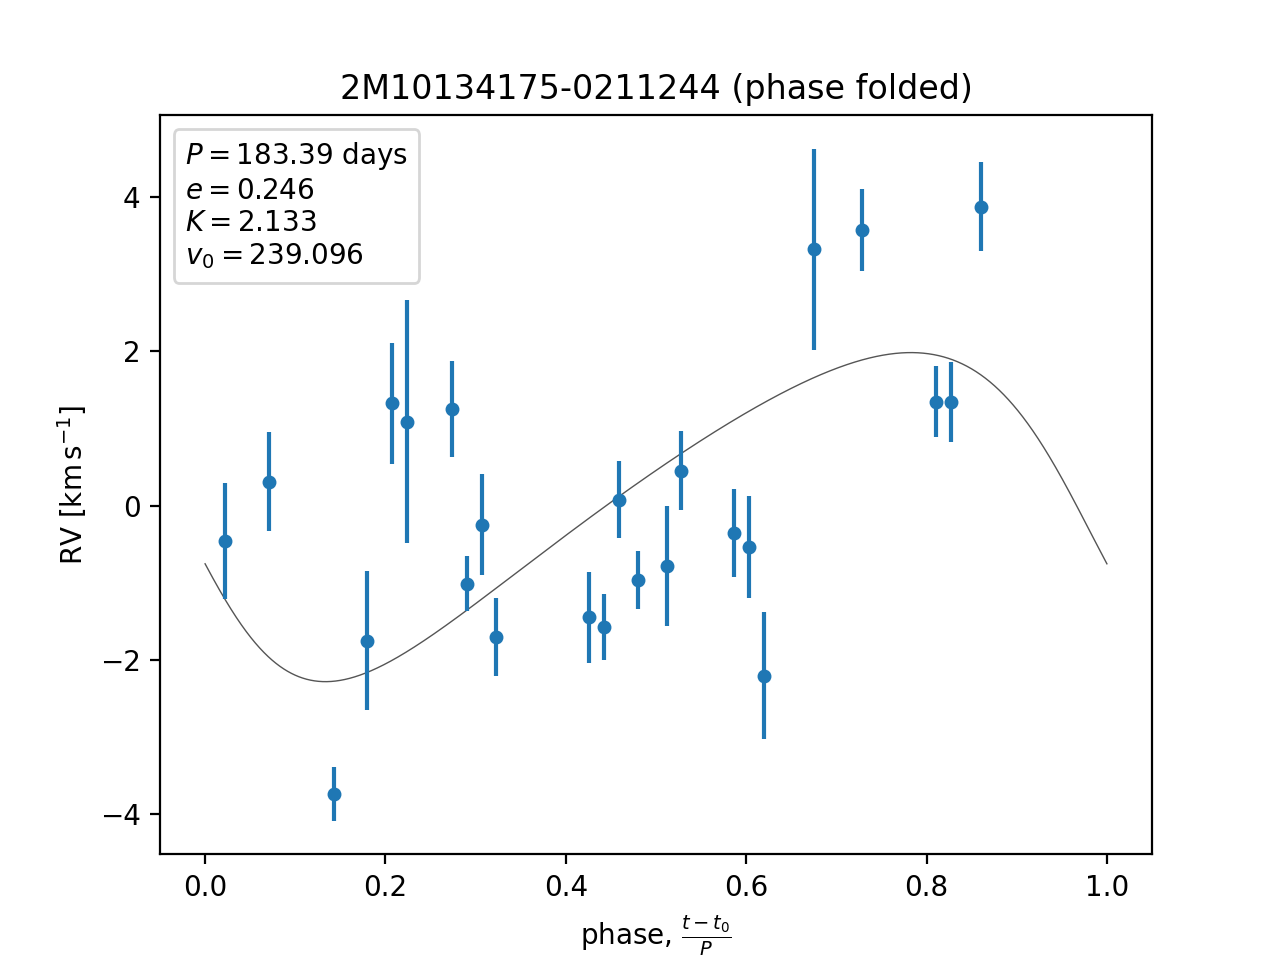 2M10134175-0211244 (phase folded)
P = 183.39 days
e = 0.246
K = 2.133
v₀ = 239.096
4
2
0
−2
−4
RV [km s⁻¹]
0.0 0.2 0.4 0.6 0.8 1.0
phase, (t − t₀)/P